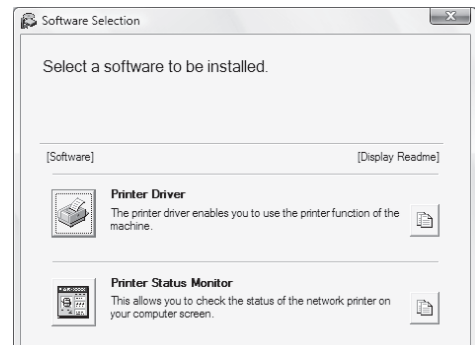 Software Selection
Select a software to be installed.
[Software] [Display Readme]
Printer Driver
The printer driver enables you to use the printer function of the
machine.
Printer Status Monitor
This allows you to check the status of the network printer on
your computer screen.